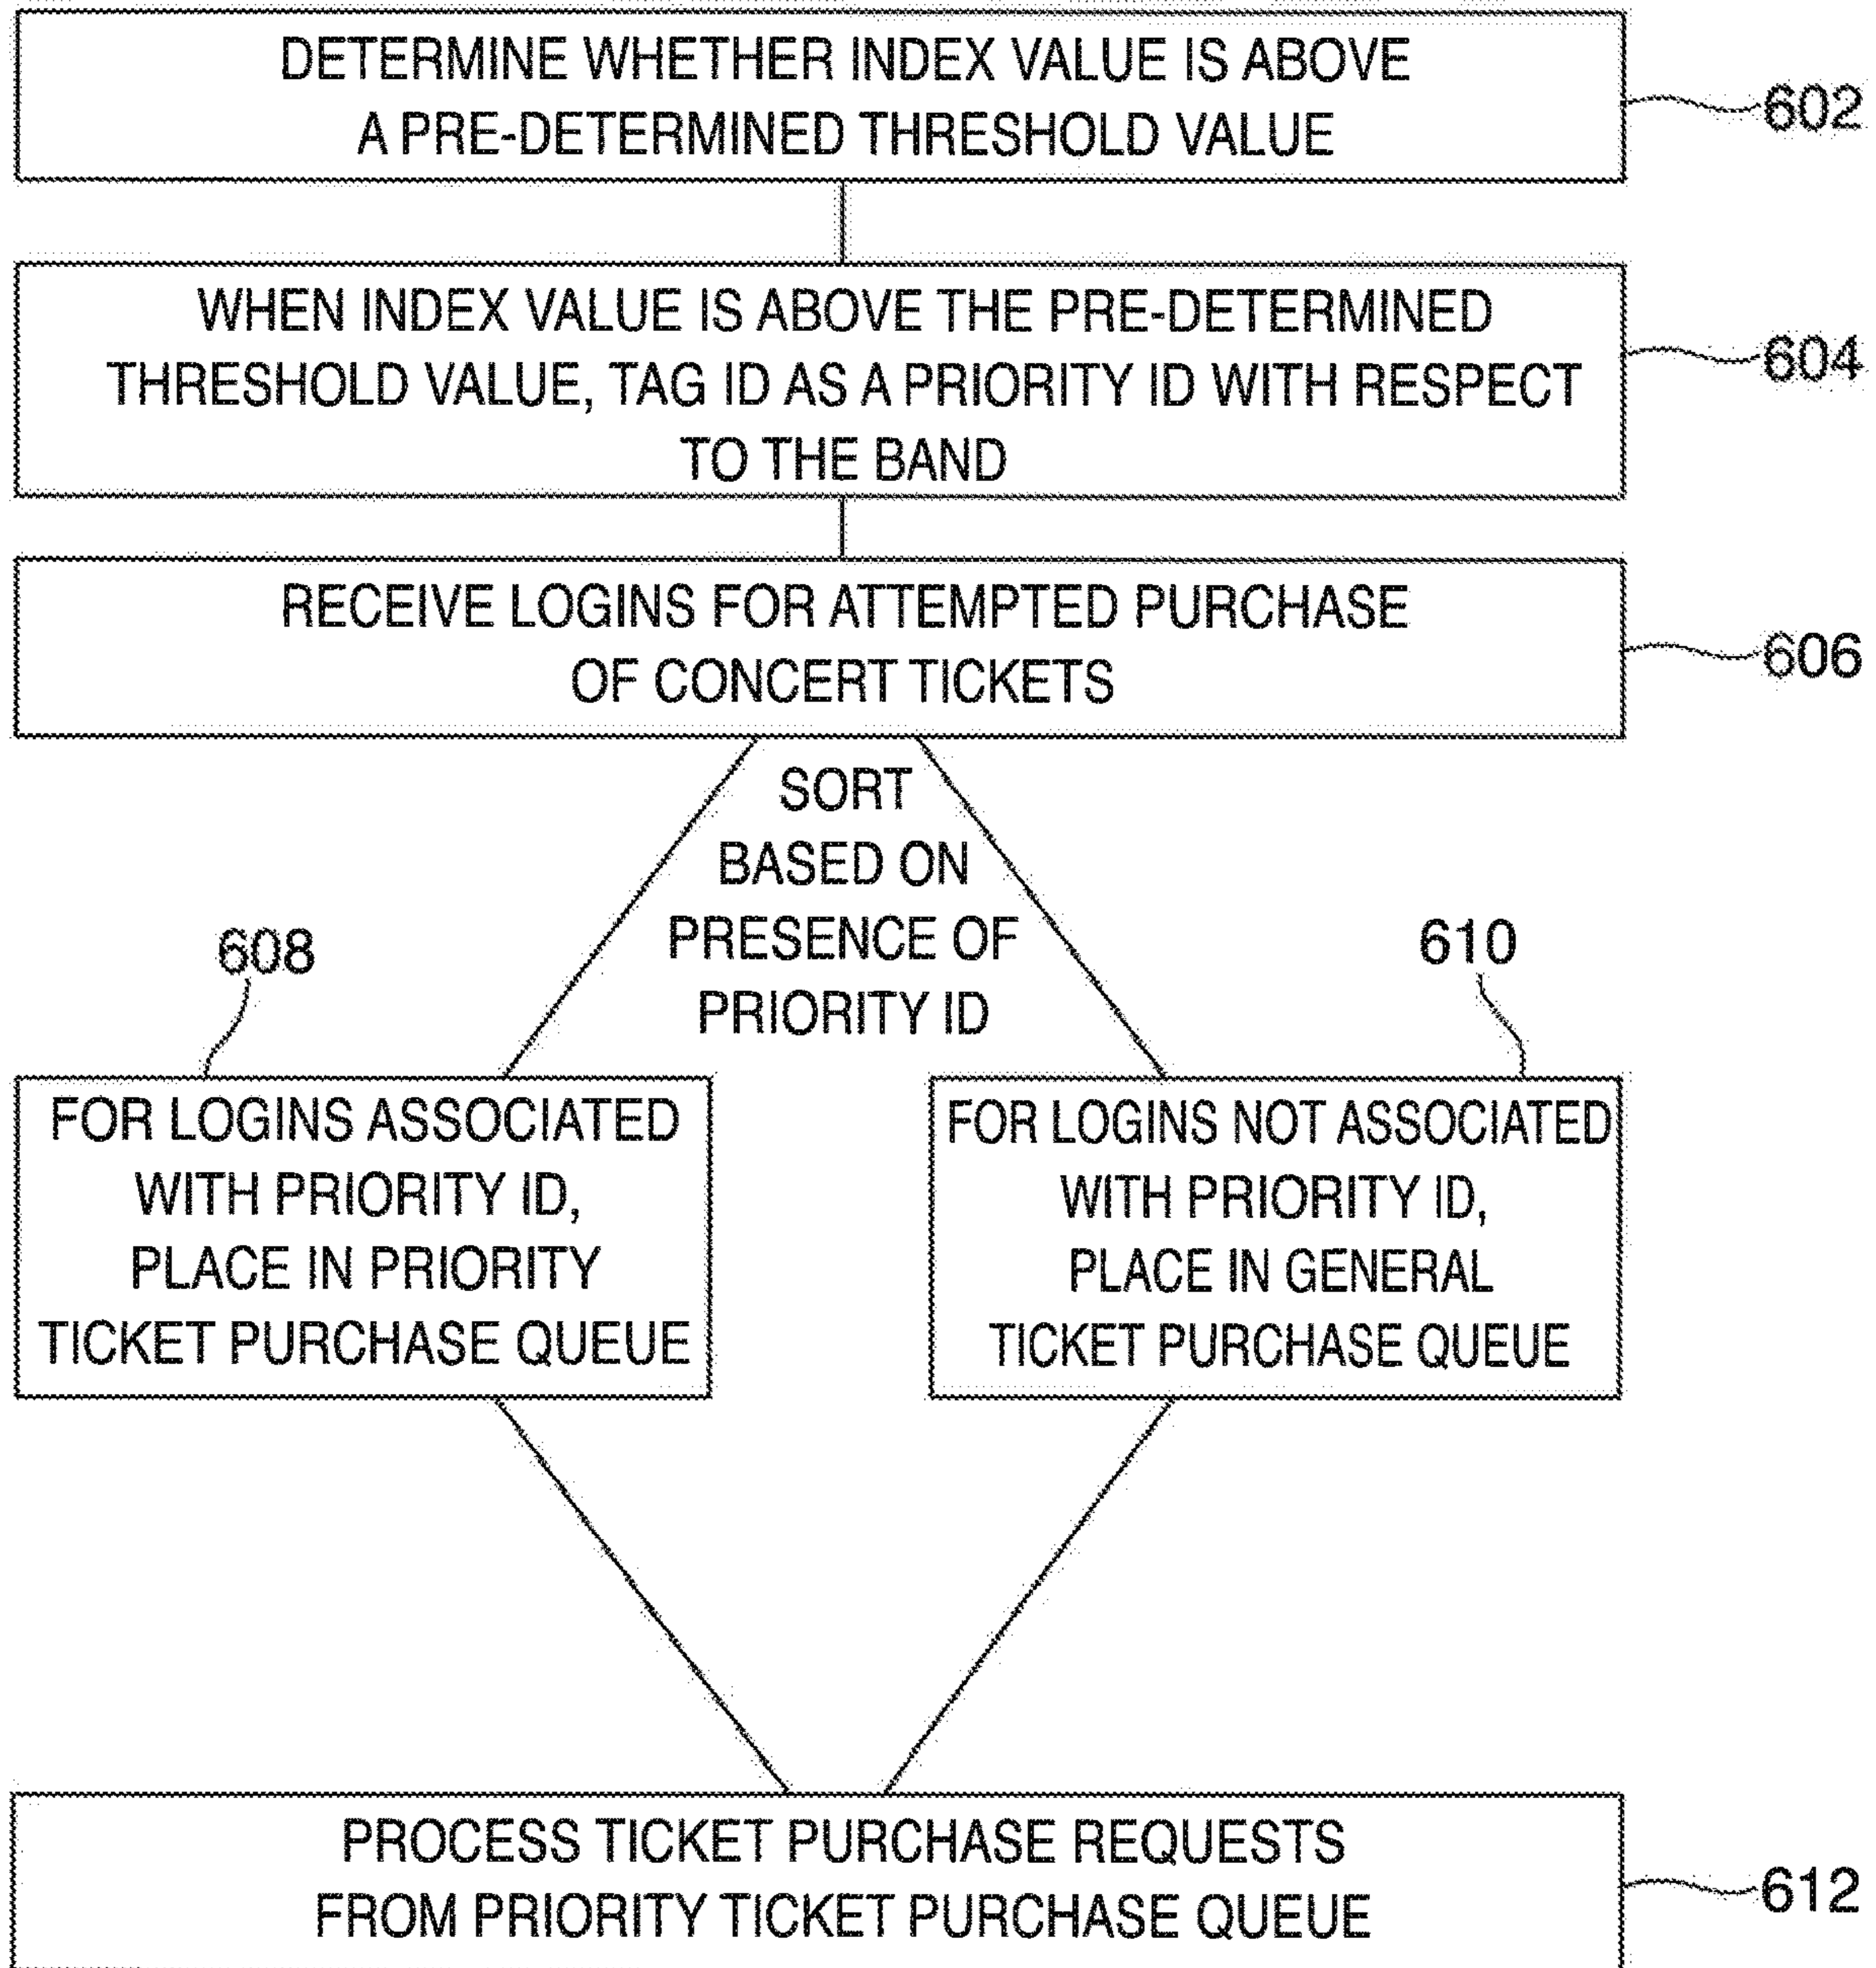 DETERMINE WHETHER INDEX VALUE IS ABOVE
A PRE-DETERMINED THRESHOLD VALUE
602
WHEN INDEX VALUE IS ABOVE THE PRE-DETERMINED
THRESHOLD VALUE, TAG ID AS A PRIORITY ID WITH RESPECT
TO THE BAND
604
RECEIVE LOGINS FOR ATTEMPTED PURCHASE
OF CONCERT TICKETS
606
SORT
BASED ON
PRESENCE OF
PRIORITY ID
608
FOR LOGINS ASSOCIATED
WITH PRIORITY ID,
PLACE IN PRIORITY
TICKET PURCHASE QUEUE
610
FOR LOGINS NOT ASSOCIATED
WITH PRIORITY ID,
PLACE IN GENERAL
TICKET PURCHASE QUEUE
PROCESS TICKET PURCHASE REQUESTS
FROM PRIORITY TICKET PURCHASE QUEUE
612